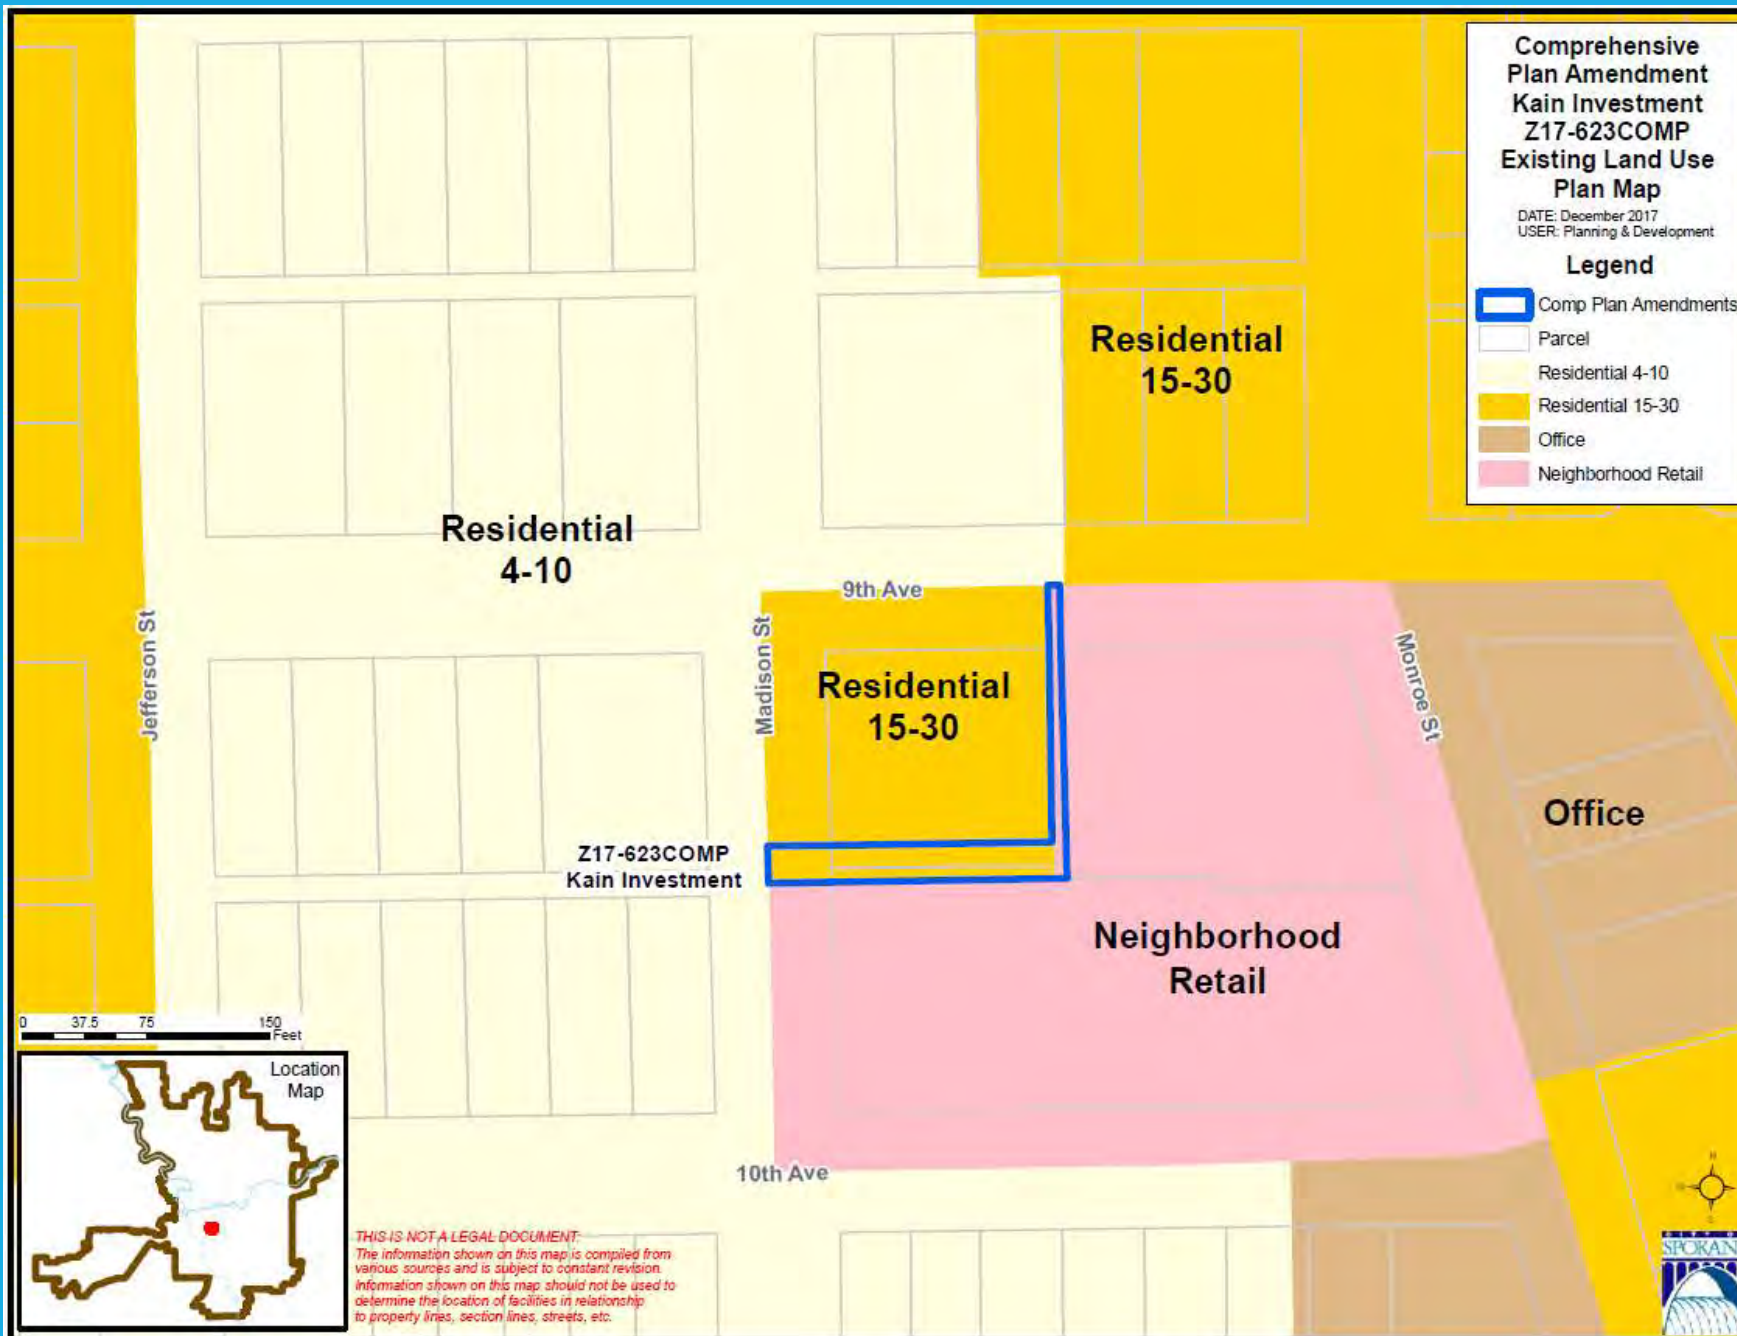 Comprehensive
Plan Amendment
Kain Investment
Z17-623COMP
Existing Land Use
Plan Map
DATE: December 2017
USER: Planning & Development
Legend
Comp Plan Amendments
Parcel
Residential 4-10
Residential 15-30
Office
Neighborhood Retail
Residential
15-30
Residential
4-10
9th Ave
Jefferson St
Madison St
Monroe St
Residential
15-30
Office
Z17-623COMP
Kain Investment
Neighborhood
Retail
0 37.5 75 150
Feet
Location
Map
10th Ave
THIS IS NOT A LEGAL DOCUMENT:
The information shown on this map is compiled from
various sources and is subject to constant revision.
Information shown on this map should not be used to
determine the location of facilities in relationship
to property lines, section lines, streets, etc.
N
SPOKAN